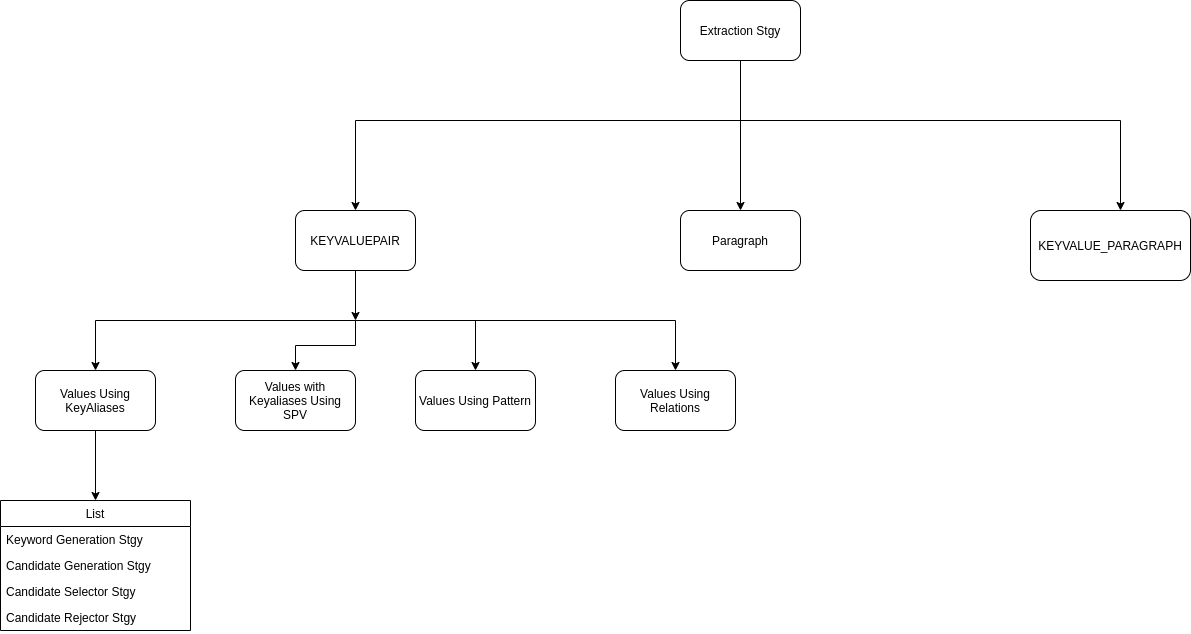 Extraction Stgy
KEYVALUEPAIR
Paragraph
KEYVALUE_PARAGRAPH
Values Using
KeyAliases
Values with
Keyaliases Using
SPV
Values Using Pattern
Values Using
Relations
List
Keyword Generation Stgy
Candidate Generation Stgy
Candidate Selector Stgy
Candidate Rejector Stgy